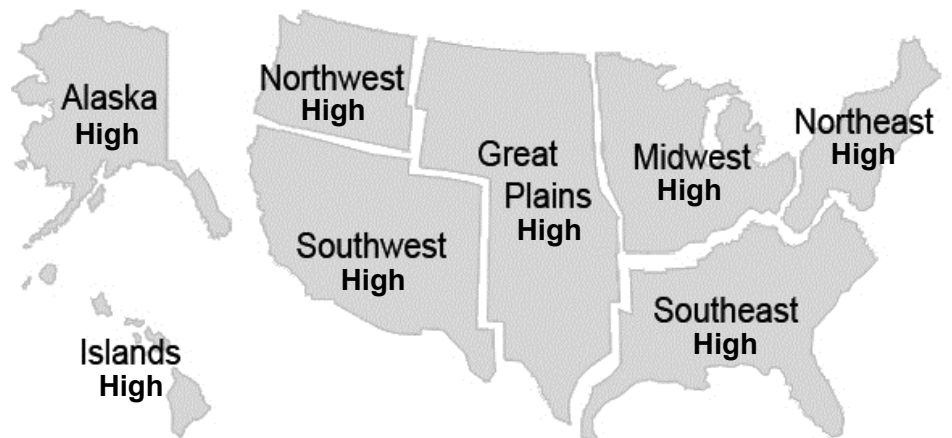 Alaska
High
Northwest
High
Great
Plains
High
Midwest
High
Northeast
High
Southwest
High
Southeast
High
Islands
High